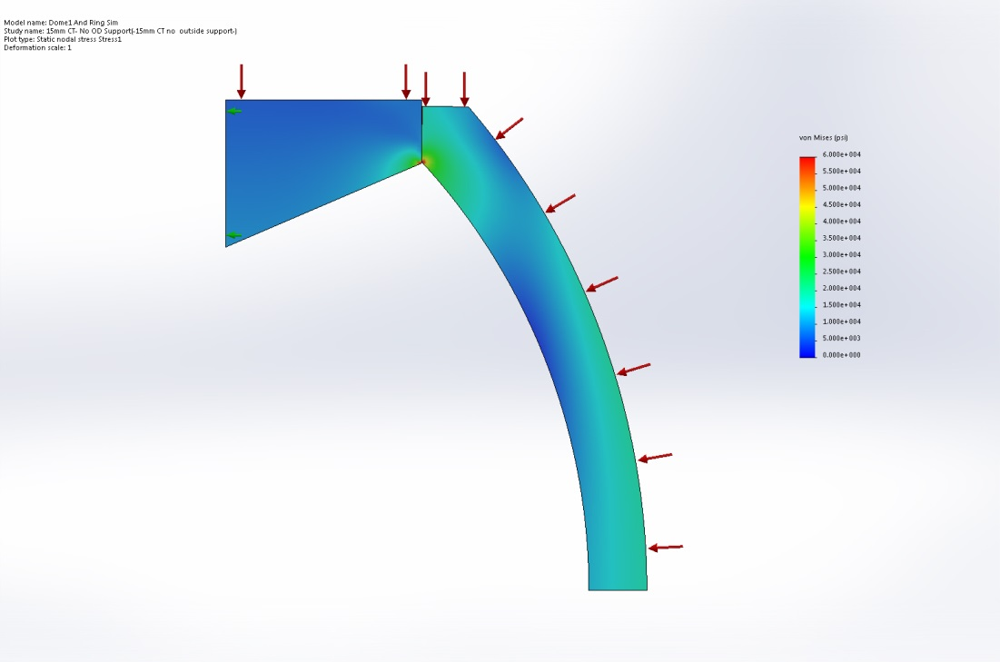 Model name: Dome1 And Ring Sim
Study name: 15mm CT- No OD Support(-15mm CT no  outside support-)
Plot type: Static nodal stress Stress1
Deformation scale: 1
von Mises (psi)
6.000e+004
5.500e+004
5.000e+004
4.500e+004
4.000e+004
3.500e+004
3.000e+004
2.500e+004
2.000e+004
1.500e+004
1.000e+004
5.000e+003
0.000e+000